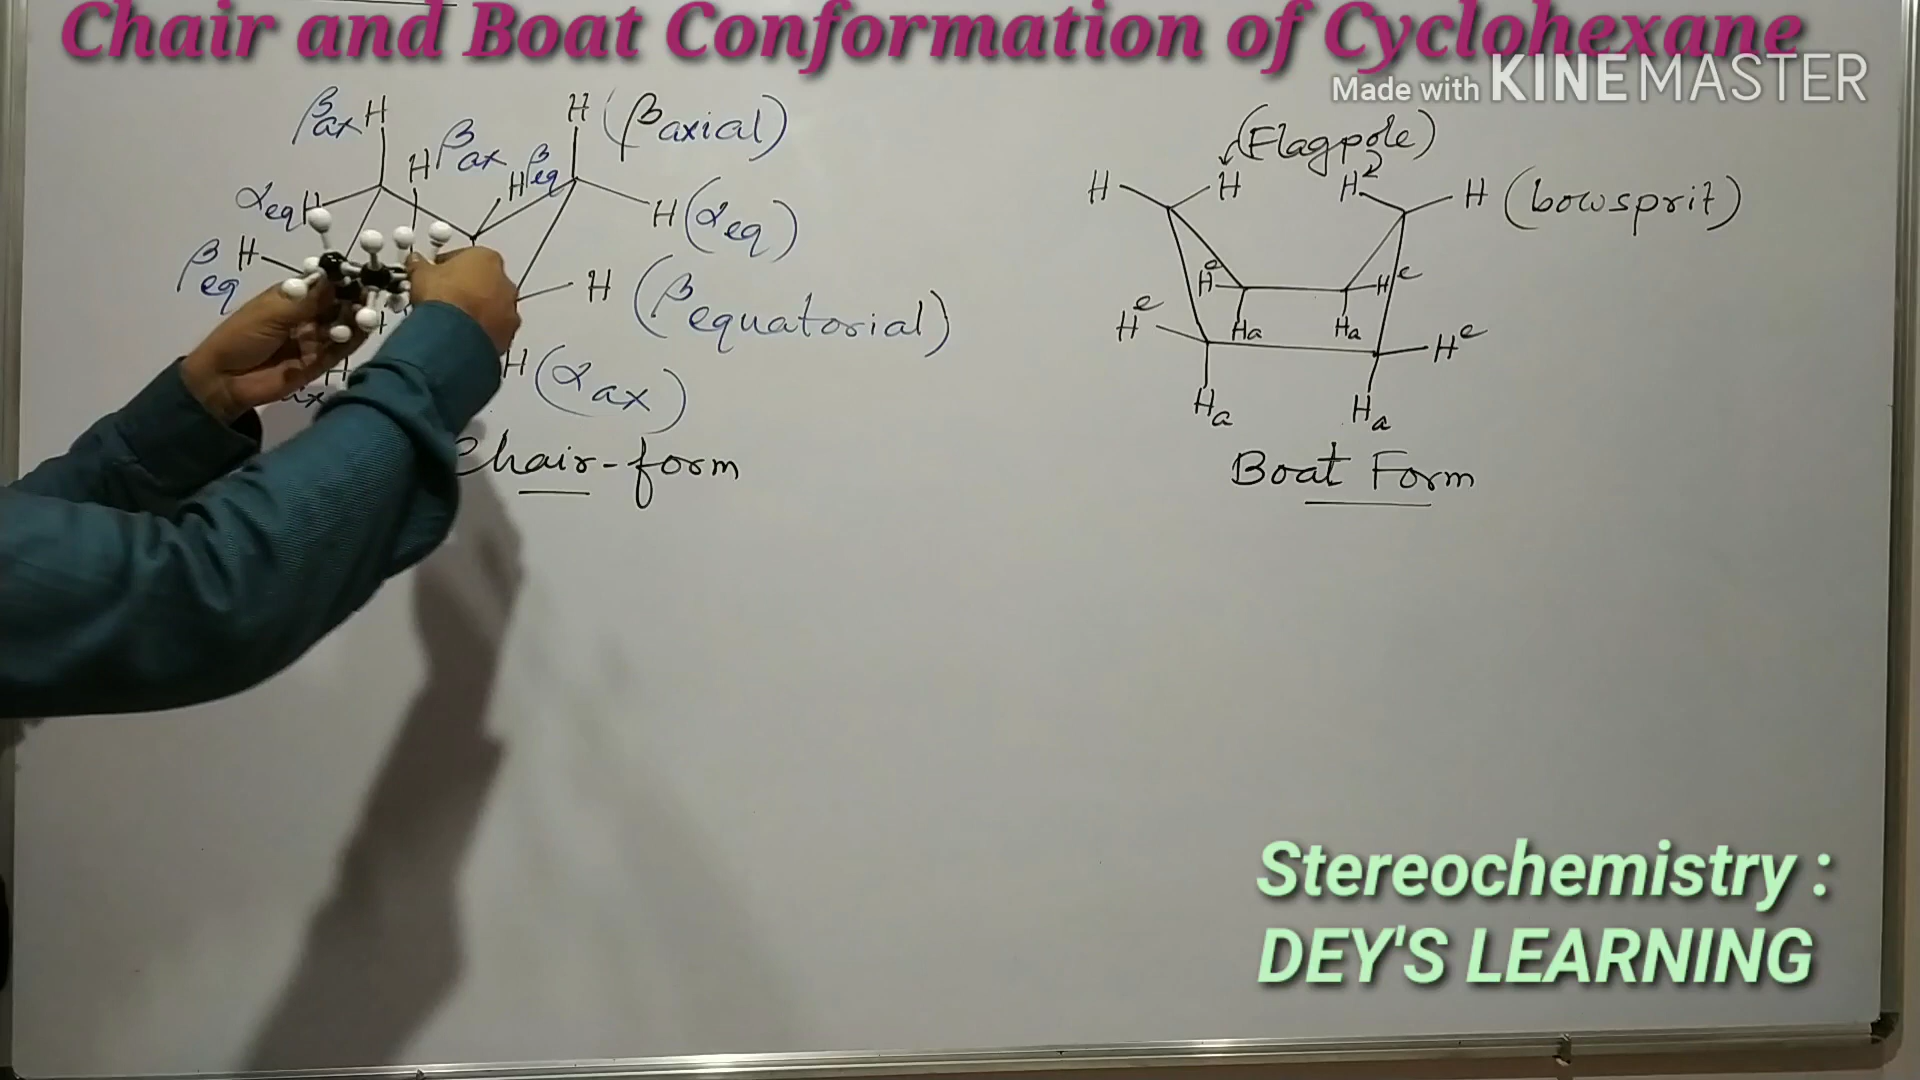 Chair and Boat Conformation of Cyclohexane
Made with KINEMASTER
βax H
H βax
H βeq
H (βaxial)
αeq H
H (αeq)
βeq H
H (βequatorial)
H
ax
H (αax)
Chair-form
(Flagpole)
H H
H H (bowsprit)
He
He
He
Ha
Ha
He
Ha
Ha
Boat Form
Stereochemistry :
DEY'S LEARNING